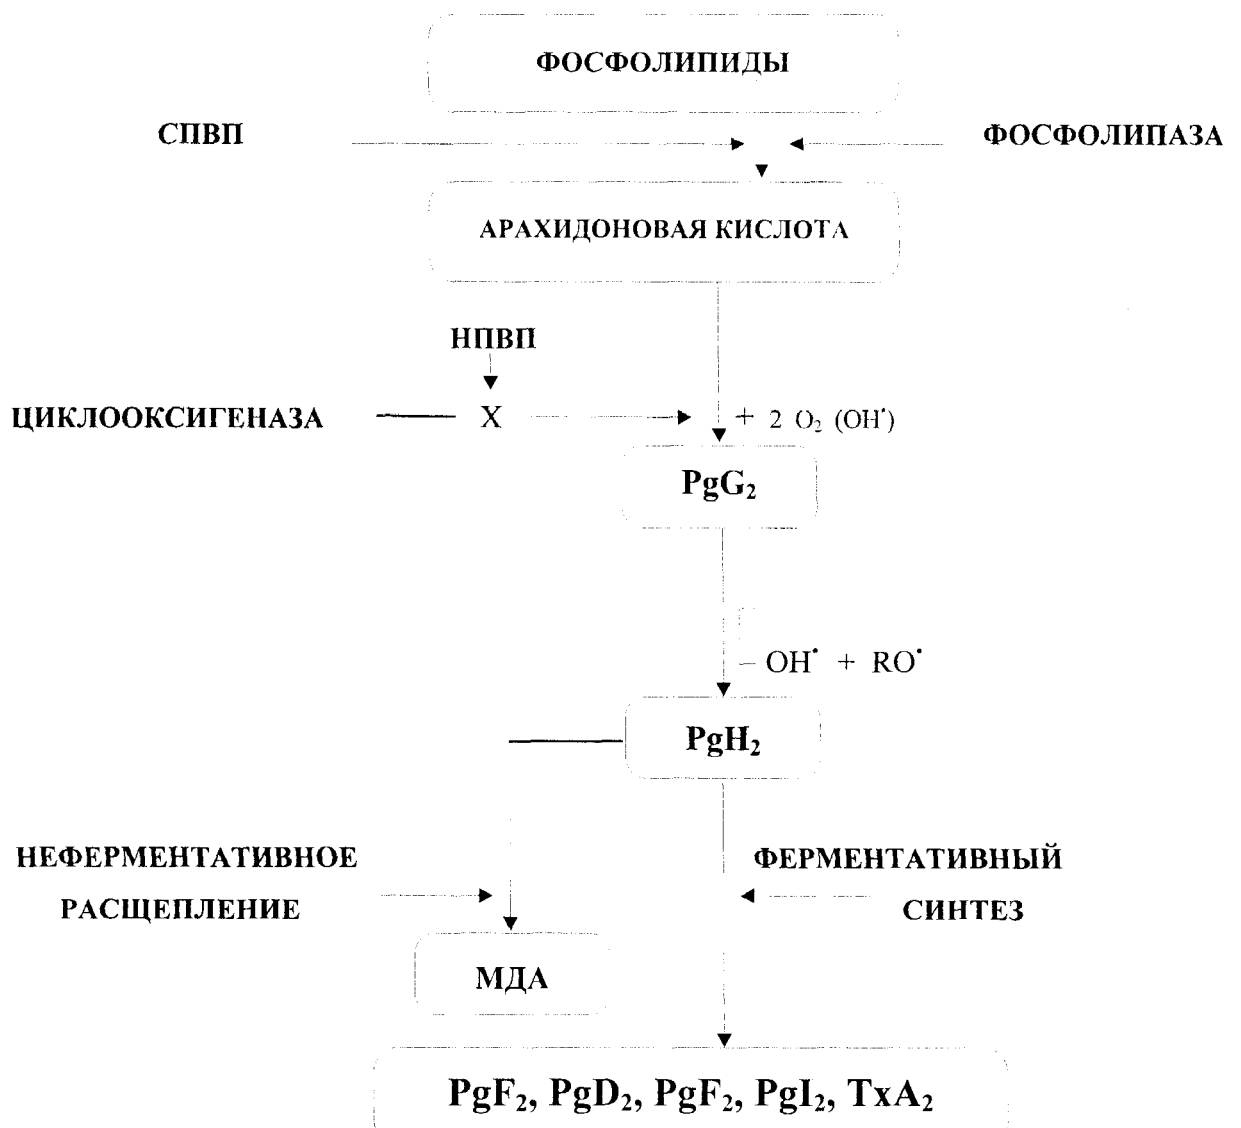 ФОСФОЛИПИДЫ
СПВП
ФОСФОЛИПАЗА
АРАХИДОНОВАЯ КИСЛОТА
НПВП
ЦИКЛООКСИГЕНАЗА
X
+ 2 O₂ (OH•)
PgG₂
– OH• + RO•
PgH₂
НЕФЕРМЕНТАТИВНОЕ
РАСЩЕПЛЕНИЕ
ФЕРМЕНТАТИВНЫЙ
СИНТЕЗ
МДА
PgF₂, PgD₂, PgF₂, PgI₂, TxA₂